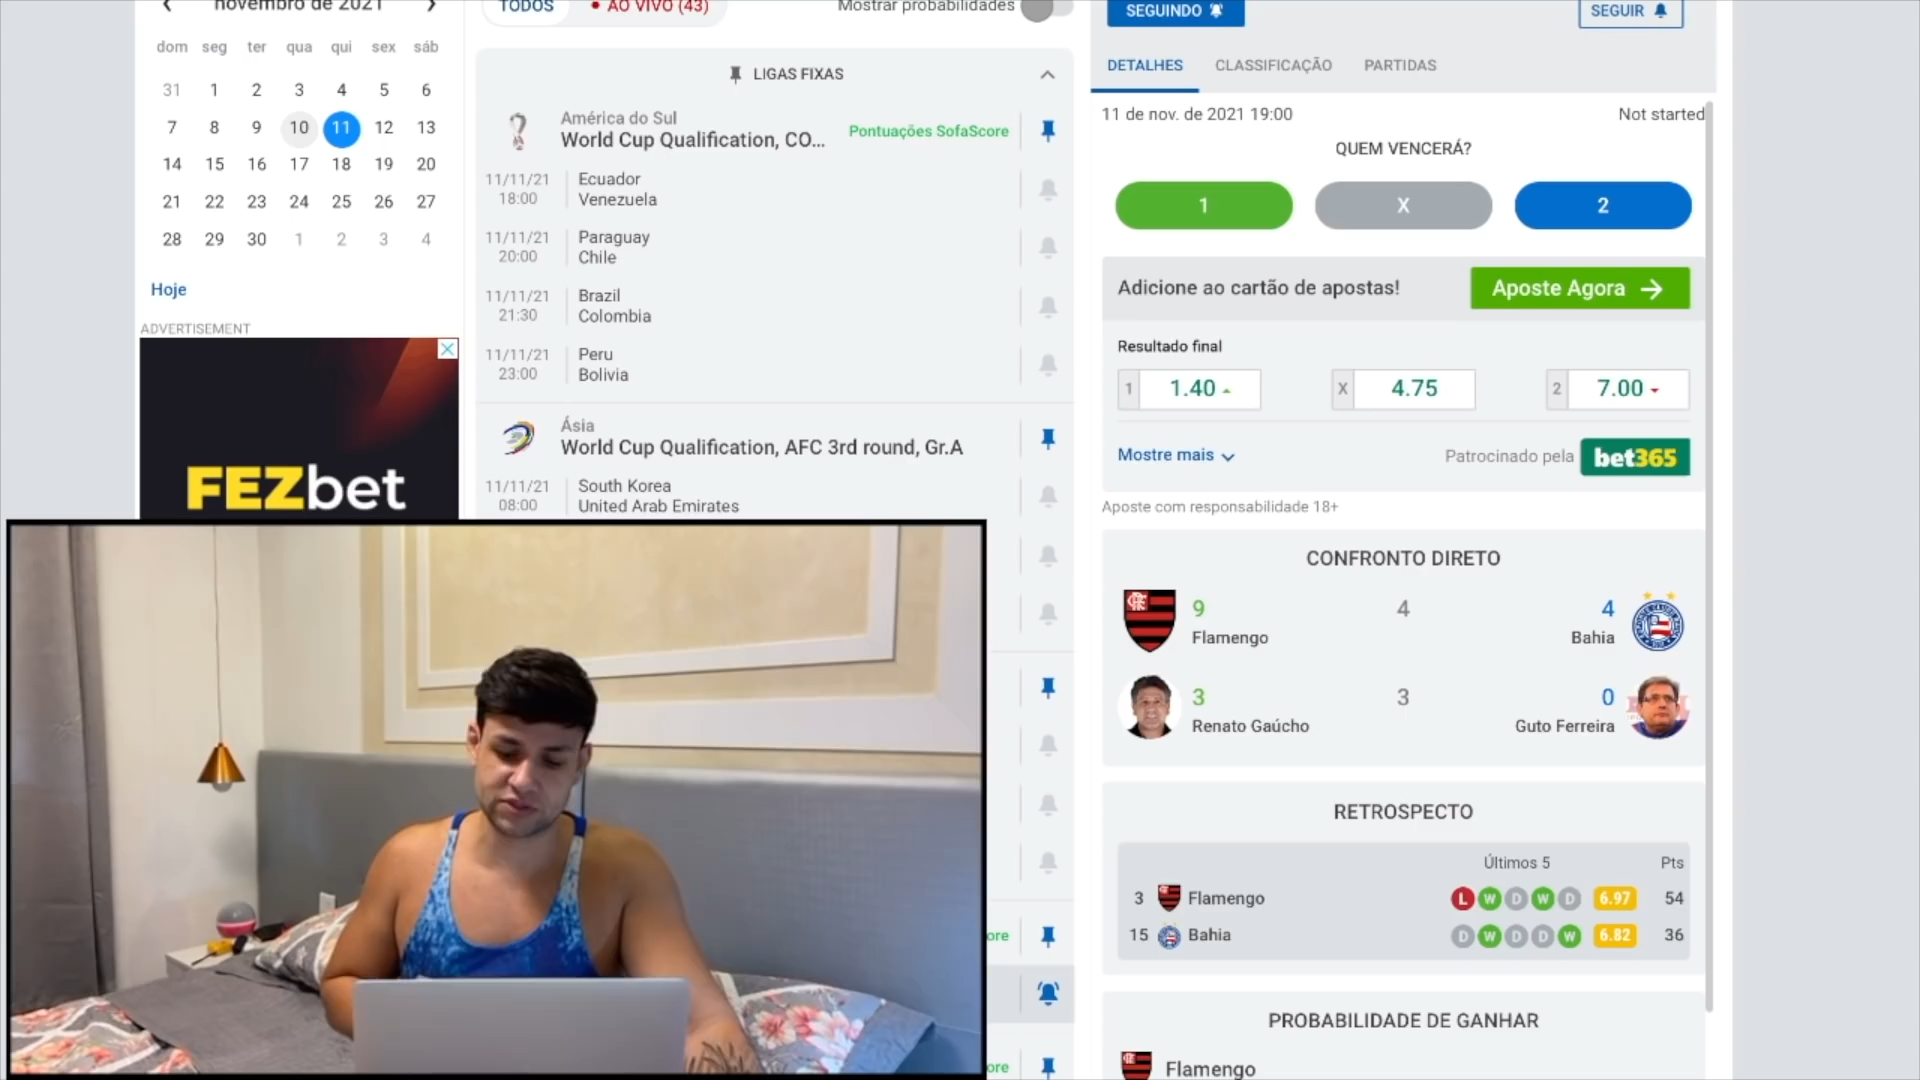 novembro de 2021
dom seg ter qua qui sex sáb
31 1 2 3 4 5 6
7 8 9 10 11 12 13
14 15 16 17 18 19 20
21 22 23 24 25 26 27
28 29 30 1 2 3 4
Hoje
ADVERTISEMENT
FEZbet
TODOS
AO VIVO (43)
Mostrar probabilidades
LIGAS FIXAS
América do Sul
World Cup Qualification, CO...
Pontuações SofaScore
11/11/21 Ecuador
18:00 Venezuela
11/11/21 Paraguay
20:00 Chile
11/11/21 Brazil
21:30 Colombia
11/11/21 Peru
23:00 Bolivia
Ásia
World Cup Qualification, AFC 3rd round, Gr.A
11/11/21 South Korea
08:00 United Arab Emirates
ore
ore
SEGUINDO
SEGUIR
DETALHES CLASSIFICAÇÃO PARTIDAS
11 de nov. de 2021 19:00 Not started
QUEM VENCERÁ?
1 X 2
Adicione ao cartão de apostas! Aposte Agora
Resultado final
1 1.40 X 4.75 2 7.00
Mostre mais Patrocinado pela bet365
Aposte com responsabilidade 18+
CONFRONTO DIRETO
9 4 4
Flamengo Bahia
3 3 0
Renato Gaúcho Guto Ferreira
RETROSPECTO
Últimos 5 Pts
3 Flamengo L W D W D 6.97 54
15 Bahia D W D D W 6.82 36
PROBABILIDADE DE GANHAR
Flamengo